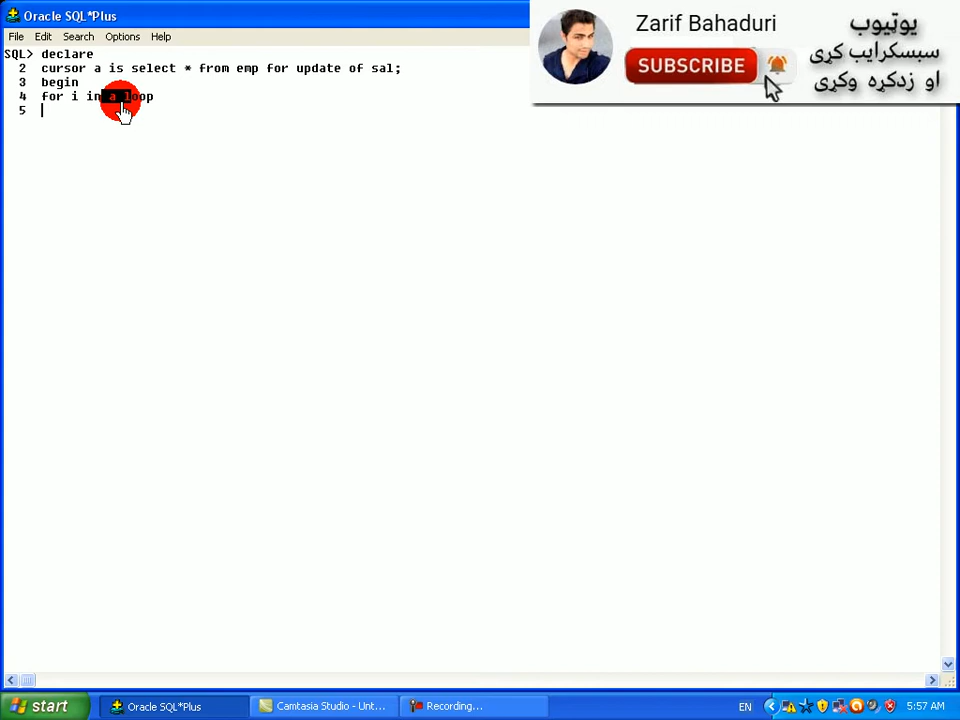 Oracle SQL*Plus
File Edit Search Options Help
SQL> declare
2 cursor a is select * from emp for update of sal;
3 begin
4 for i in a loop
5
Zarif Bahaduri
SUBSCRIBE
یوټیوب
سبسکرایب کړی
او زدکړه وکړی
start
Oracle SQL*Plus
Camtasia Studio - Unt...
Recording...
EN
5:57 AM